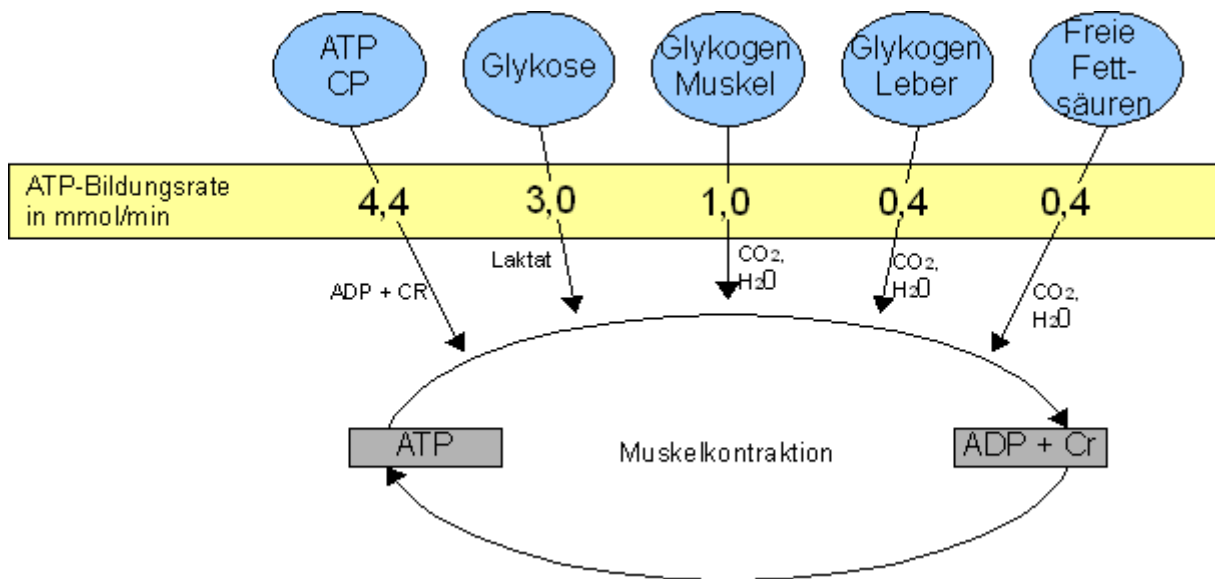 ATP
CP
Glykose
Glykogen
Muskel
Glykogen
Leber
Freie
Fett-
säuren
ATP-Bildungsrate
in mmol/min
4,4
3,0
1,0
0,4
0,4
Laktat
ADP + CR
CO₂,
H₂O
CO₂,
H₂O
CO₂,
H₂O
ATP
Muskelkontraktion
ADP + Cr